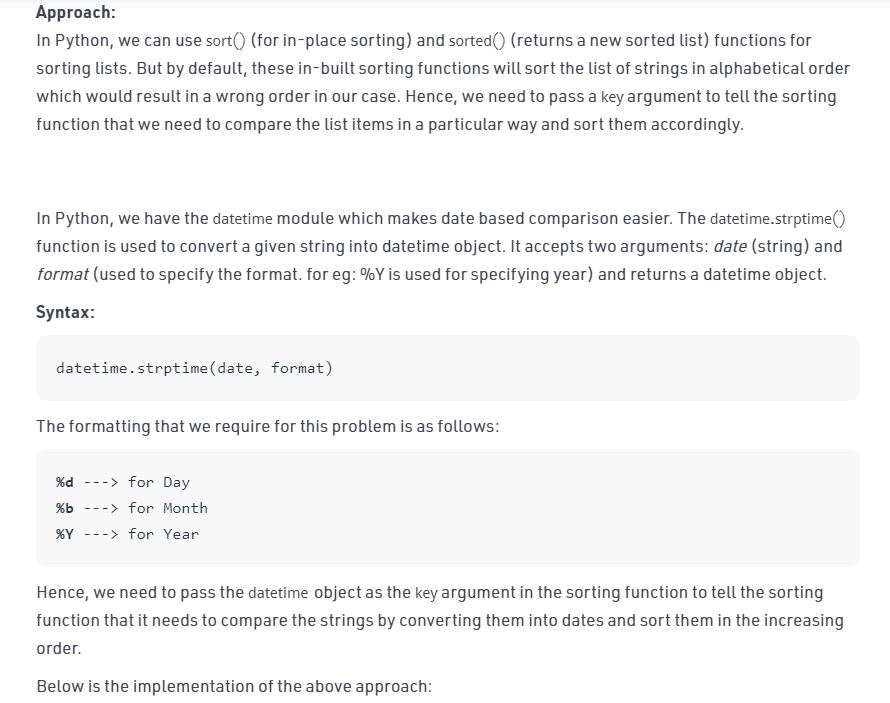 Approach:
In Python, we can use sort() (for in-place sorting) and sorted() (returns a new sorted list) functions for
sorting lists. But by default, these in-built sorting functions will sort the list of strings in alphabetical order
which would result in a wrong order in our case. Hence, we need to pass a key argument to tell the sorting
function that we need to compare the list items in a particular way and sort them accordingly.
In Python, we have the datetime module which makes date based comparison easier. The datetime.strptime()
function is used to convert a given string into datetime object. It accepts two arguments: date (string) and
format (used to specify the format. for eg: %Y is used for specifying year) and returns a datetime object.
Syntax:
datetime.strptime(date, format)
The formatting that we require for this problem is as follows:
%d ---> for Day
%b ---> for Month
%Y ---> for Year
Hence, we need to pass the datetime object as the key argument in the sorting function to tell the sorting
function that it needs to compare the strings by converting them into dates and sort them in the increasing
order.
Below is the implementation of the above approach: